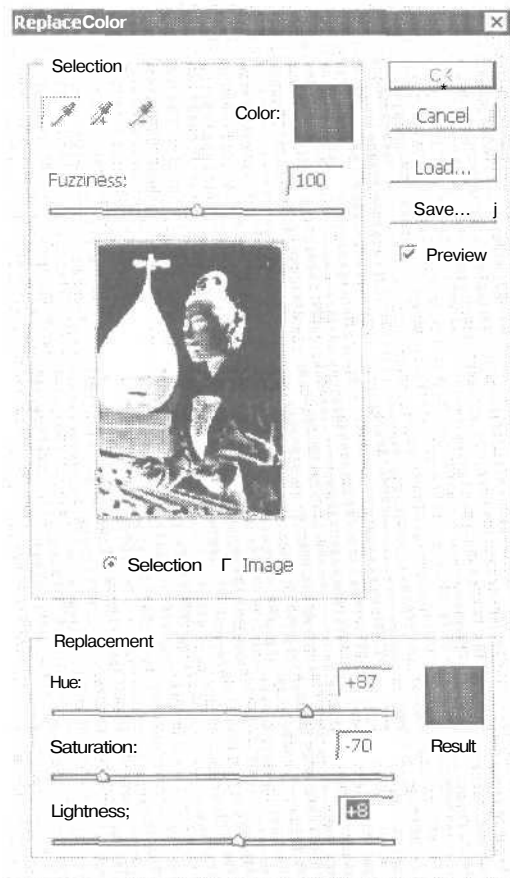 ReplaceColor
Selection
Color:
Fuzziness: 100
Cancel
Load...
Save... j
Preview
Selection Γ Image
Replacement
Hue: +87
Saturation: -70
Result
Lightness; +8